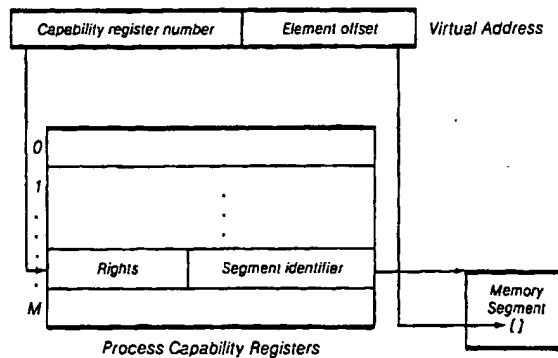 Capability register number Element offset Virtual Address
0
1
Rights Segment identifier
M
Memory
Segment
[ ]
Process Capability Registers